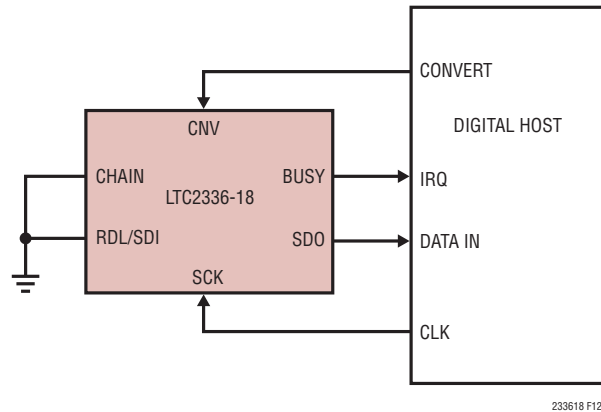 CONVERT
CNV
DIGITAL HOST
CHAIN
BUSY
IRQ
LTC2336-18
RDL/SDI
SDO
DATA IN
SCK
CLK
233618 F12